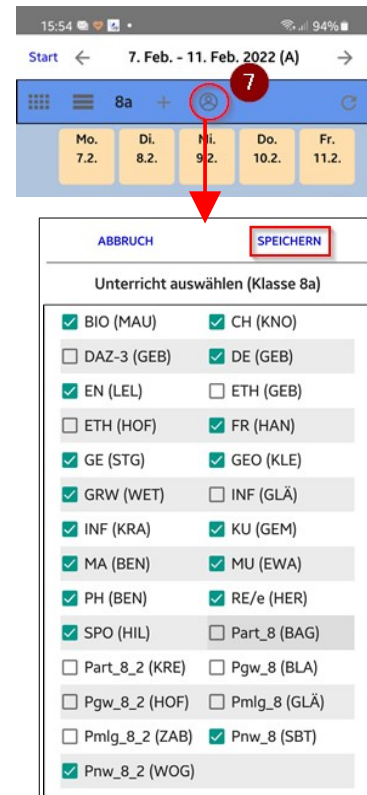 15:54 94%
Start ← 7. Feb. - 11. Feb. 2022 (A) →
7
8a +
Mo. Di. Mi. Do. Fr.
7.2. 8.2. 9.2. 10.2. 11.2.
ABBRUCH SPEICHERN
Unterricht auswählen (Klasse 8a)
BIO (MAU) CH (KNO)
DAZ-3 (GEB) DE (GEB)
EN (LEL) ETH (GEB)
ETH (HOF) FR (HAN)
GE (STG) GEO (KLE)
GRW (WET) INF (GLÄ)
INF (KRA) KU (GEM)
MA (BEN) MU (EWA)
PH (BEN) RE/e (HER)
SPO (HIL) Part_8 (BAG)
Part_8_2 (KRE) Pgw_8 (BLA)
Pgw_8_2 (HOF) Pmlg_8 (GLÄ)
Pmlg_8_2 (ZAB) Pnw_8 (SBT)
Pnw_8_2 (WOG)